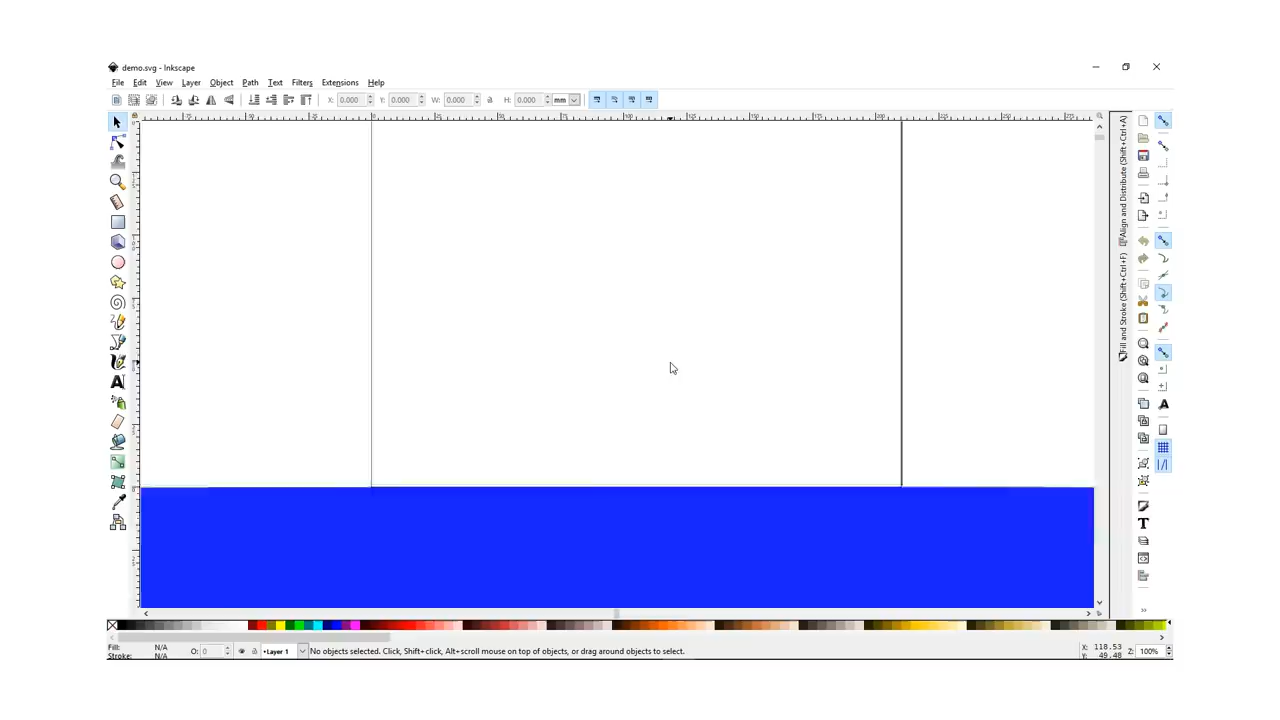 demo.svg - Inkscape
File Edit View Layer Object Path Text Filters Extensions Help
X: 0.000 Y: 0.000 W: 0.000 H: 0.000 mm
Align and Distribute (Shift+Ctrl+A)
Fill and Stroke (Shift+Ctrl+F)
Fill: N/A
Stroke: N/A
O: 0
Layer 1
No objects selected. Click, Shift+click, Alt+scroll mouse on top of objects, or drag around objects to select.
X: 118.53
Y: 49.48
Z: 100%